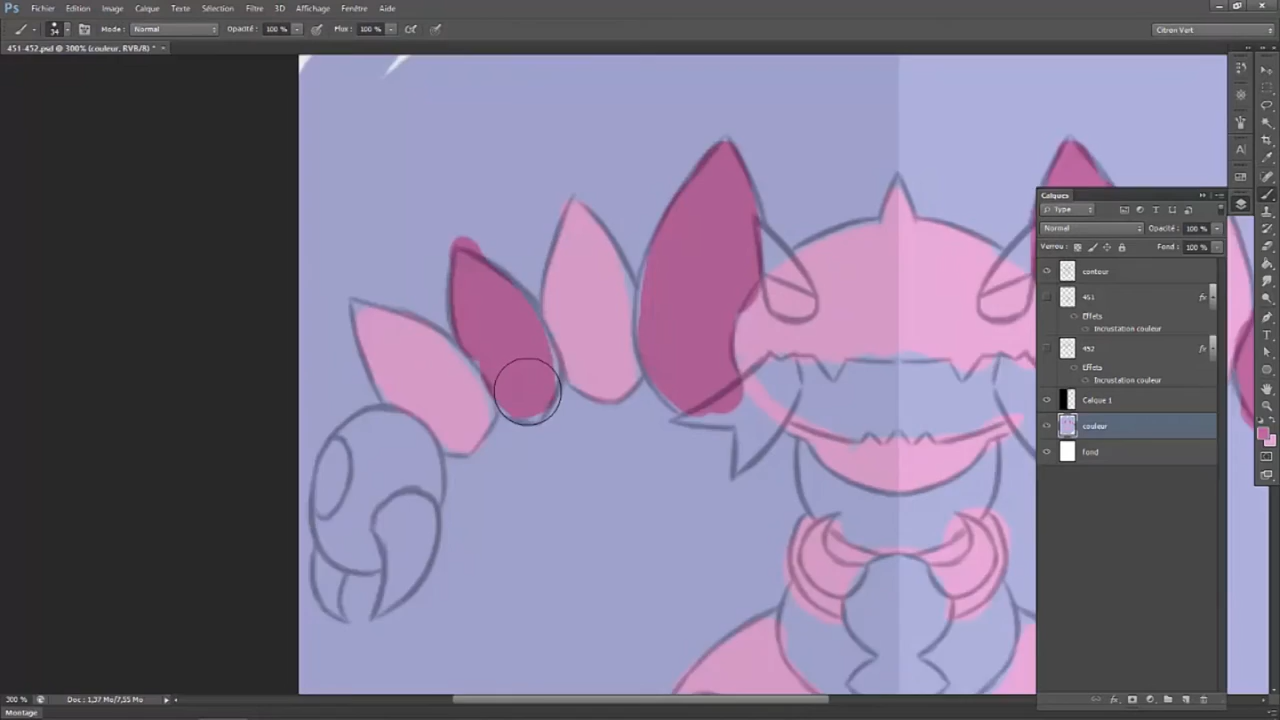 Ps Fichier Edition Image Calque Texte Sélection Filtre 3D Affichage Fenêtre Aide
34 Mode : Normal Opacité : 100 % Flux : 100 % Citron Vert
451-452.psd @ 300% (couleur, RVB/8) * ×
Calques
Type
Normal Opacité : 100 %
Verrou : Fond : 100 %
contour
451 fx
Effets
Incrustation couleur
452 fx
Effets
Incrustation couleur
Calque 1
couleur
fond
300 % Doc : 1,37 Mo/7,55 Mo
Montage